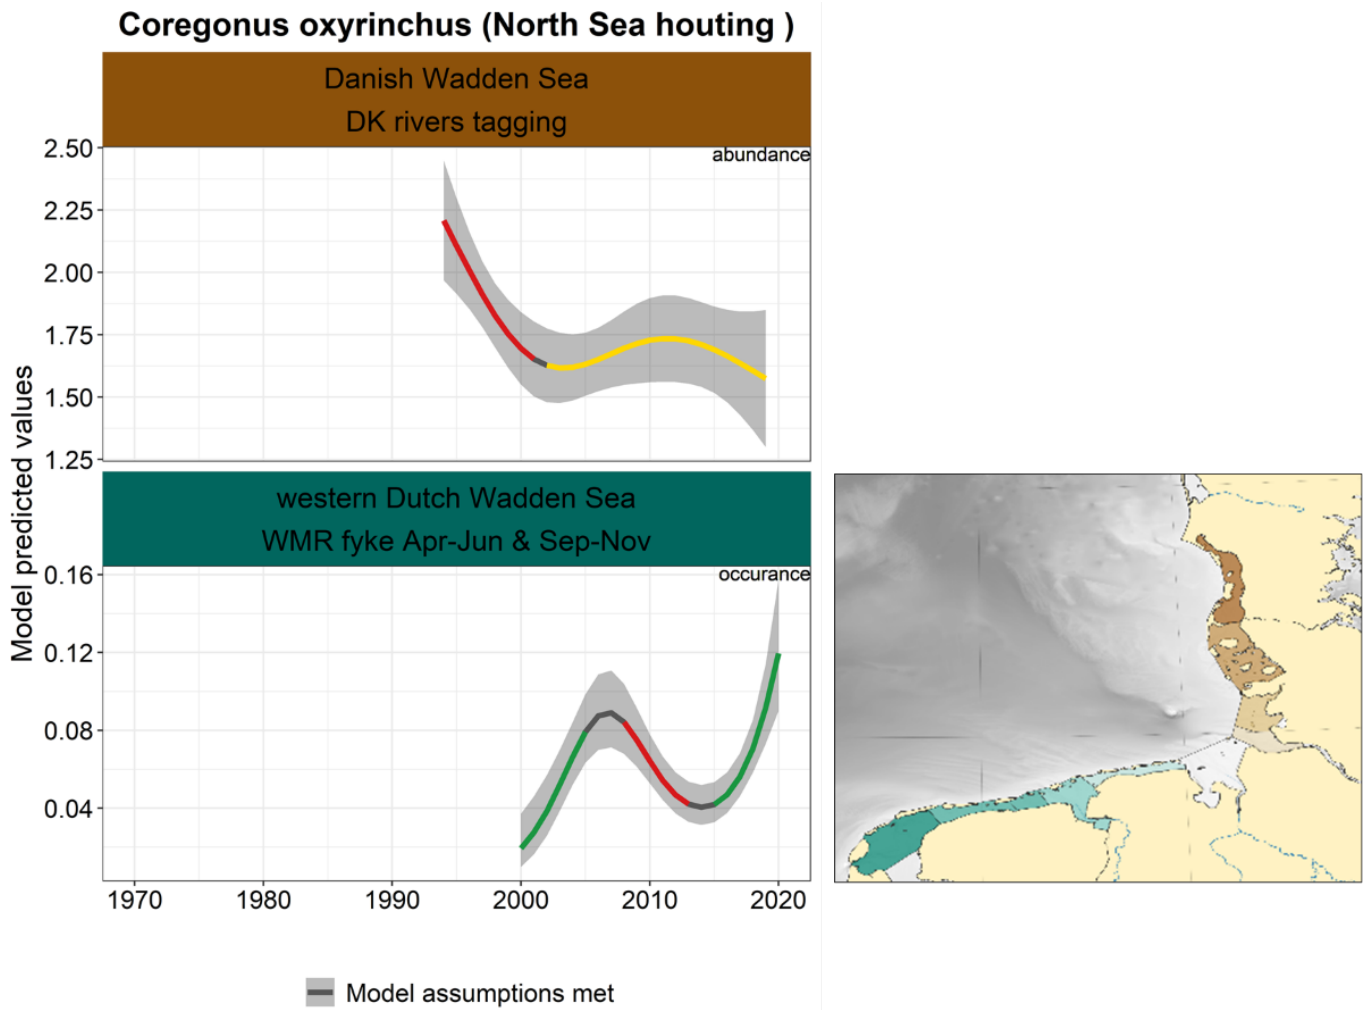 Coregonus oxyrinchus (North Sea houting )
Danish Wadden Sea
DK rivers tagging
abundance
2.50
2.25
2.00
1.75
1.50
1.25
Model predicted values
western Dutch Wadden Sea
WMR fyke Apr-Jun & Sep-Nov
occurance
0.16
0.12
0.08
0.04
1970 1980 1990 2000 2010 2020
Model assumptions met